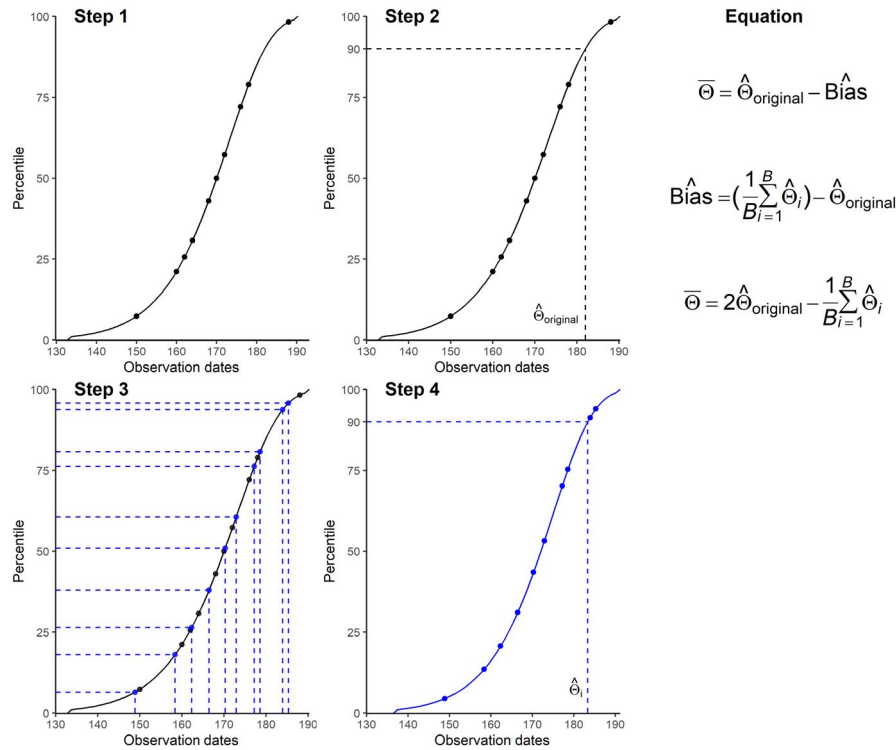 Step 1
100
75
50
25
0
Percentile
130 140 150 160 170 180 190
Observation dates
Step 2
100
90
75
50
25
0
Percentile
Θ̂original
130 140 150 160 170 180 190
Observation dates
Equation
Θ̅ = Θ̂original − Biâs
Biâs = (1/B ∑ i=1 B Θ̂i) − Θ̂original
Θ̅ = 2Θ̂original − 1/B ∑ i=1 B Θ̂i
Step 3
100
75
50
25
0
Percentile
130 140 150 160 170 180 190
Observation dates
Step 4
100
90
75
50
25
0
Percentile
Θ̂i
130 140 150 160 170 180 190
Observation dates